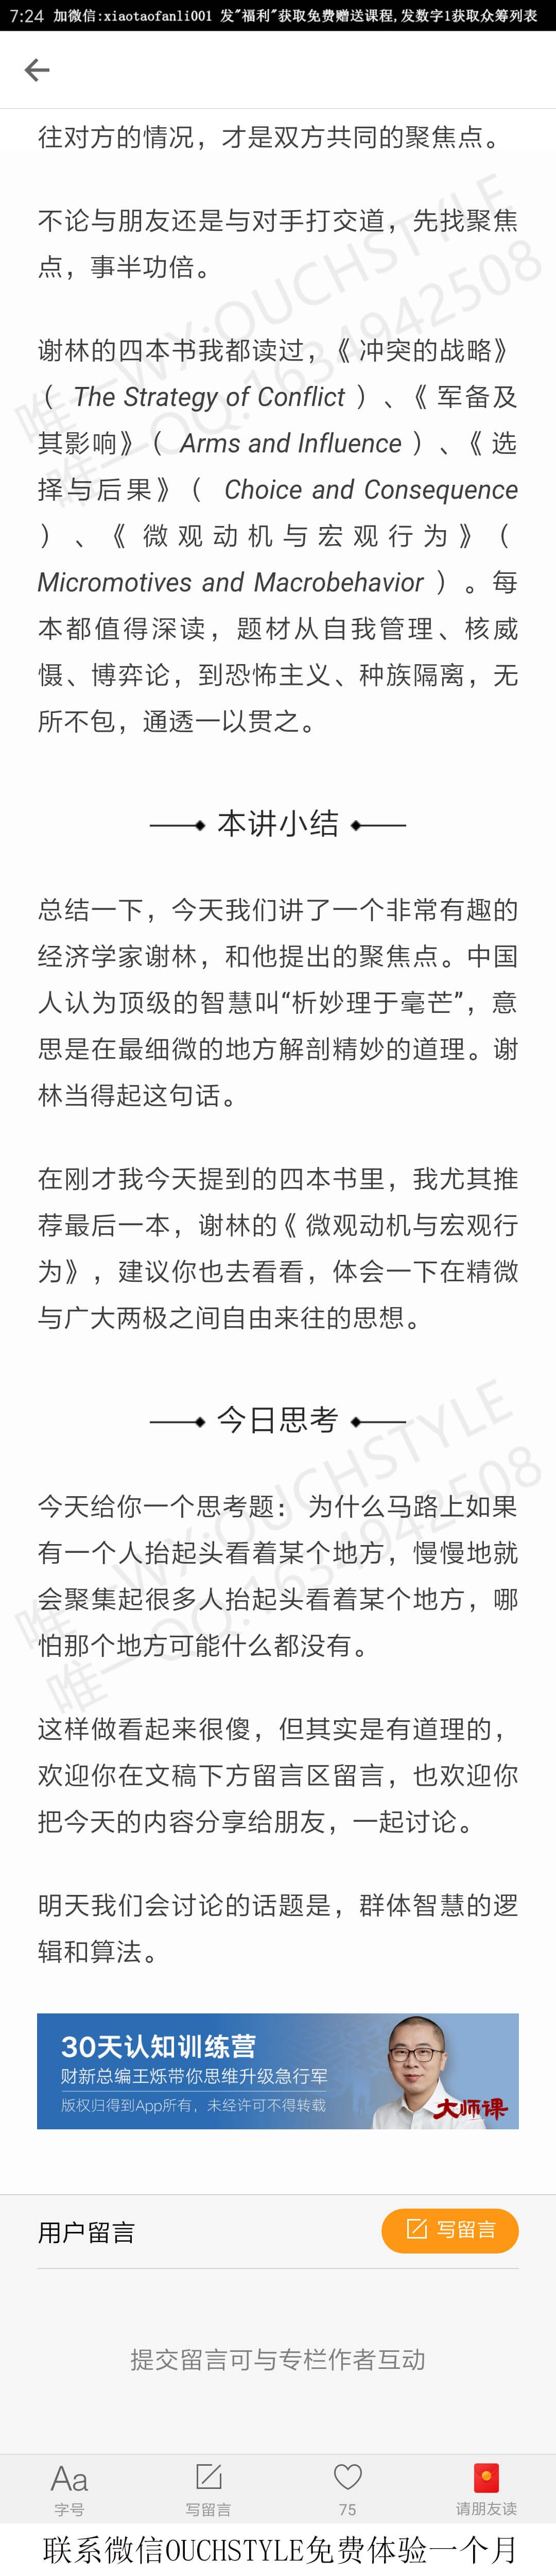 7:24 加微信:xiaotaofanli001 发"福利"获取免费赠送课程,发数字1获取众筹列表
往对方的情况，才是双方共同的聚焦点。
不论与朋友还是与对手打交道，先找聚焦
点，事半功倍。
谢林的四本书我都读过，《 冲突的战略》
（ The Strategy of Conflict ）、《 军备及
其影响》（ Arms and Influence ）、《 选
择与后果》（ Choice and Consequence
）、《 微观动机与宏观行为》（
Micromotives and Macrobehavior ）。每
本都值得深读，题材从自我管理、核威
慑、博弈论，到恐怖主义、种族隔离，无
所不包，通透一以贯之。
唯一WX:OUCHSTYLE
唯一QQ:1634942508
本讲小结
总结一下，今天我们讲了一个非常有趣的
经济学家谢林，和他提出的聚焦点。中国
人认为顶级的智慧叫“析妙理于毫芒”，意
思是在最细微的地方解剖精妙的道理。谢
林当得起这句话。
在刚才我今天提到的四本书里，我尤其推
荐最后一本，谢林的《 微观动机与宏观行
为》，建议你也去看看，体会一下在精微
与广大两极之间自由来往的思想。
今日思考
今天给你一个思考题： 为什么马路上如果
有一个人抬起头看着某个地方，慢慢地就
会聚集起很多人抬起头看着某个地方，哪
怕那个地方可能什么都没有。
唯一WX:OUCHSTYLE
唯一QQ:1634942508
这样做看起来很傻，但其实是有道理的，
欢迎你在文稿下方留言区留言，也欢迎你
把今天的内容分享给朋友，一起讨论。
明天我们会讨论的话题是，群体智慧的逻
辑和算法。
30天认知训练营
财新总编王烁带你思维升级急行军
版权归得到App所有，未经许可不得转载
大师课
用户留言
写留言
提交留言可与专栏作者互动
Aa
字号
写留言
75
请朋友读
联系微信OUCHSTYLE免费体验一个月